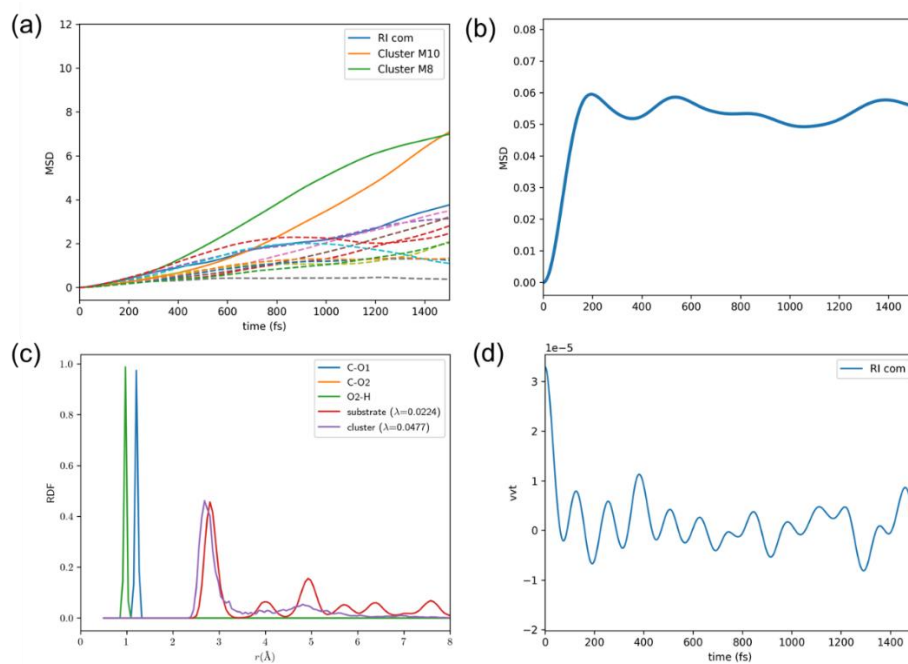 (a)
12
10
8
6
4
2
0
MSD
RI com
Cluster M10
Cluster M8
0 200 400 600 800 1000 1200 1400
time (fs)
(b)
0.08
0.07
0.06
0.05
0.04
0.03
0.02
0.01
0.00
MSD
0 200 400 600 800 1000 1200 1400
time (fs)
(c)
1.0
0.8
0.6
0.4
0.2
0.0
RDF
C-O1
C-O2
O2-H
substrate (λ=0.0224)
cluster (λ=0.0477)
0 1 2 3 4 5 6 7 8
r(Å)
(d)
1e−5
3
2
1
0
−1
−2
vvt
RI com
0 200 400 600 800 1000 1200 1400
time (fs)